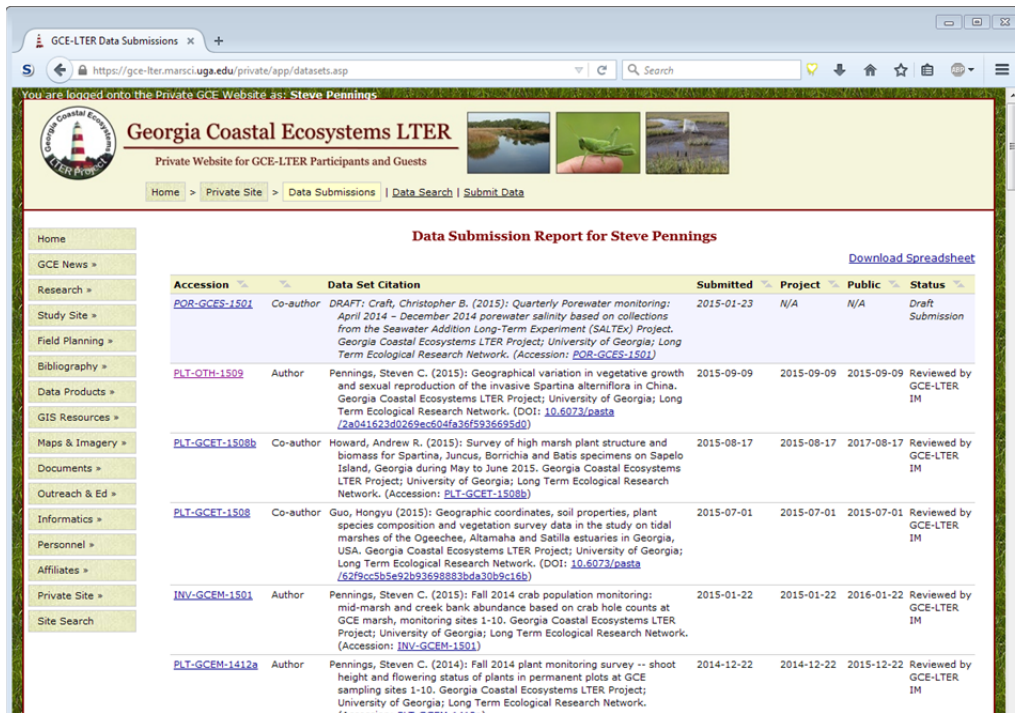 GCE-LTER Data Submissions × +
S https://gce-lter.marsci.uga.edu/private/app/datasets.asp Search
You are logged onto the Private GCE Website as: Steve Pennings
Coastal Ecosystems
LTER Project
Georgia Coastal Ecosystems LTER
Private Website for GCE-LTER Participants and Guests
Home > Private Site > Data Submissions | Data Search | Submit Data
Home
GCE News »
Research »
Study Site »
Field Planning »
Bibliography »
Data Products »
GIS Resources »
Maps & Imagery »
Documents »
Outreach & Ed »
Informatics »
Personnel »
Affiliates »
Private Site »
Site Search
Data Submission Report for Steve Pennings
Download Spreadsheet
Accession Data Set Citation Submitted Project Public Status
POR-GCES-1501 Co-author DRAFT: Craft, Christopher B. (2015): Quarterly Porewater monitoring: 2015-01-23 N/A N/A Draft
April 2014 – December 2014 porewater salinity based on collections Submission
from the Seawater Addition Long-Term Experiment (SALTEx) Project.
Georgia Coastal Ecosystems LTER Project; University of Georgia; Long
Term Ecological Research Network. (Accession: POR-GCES-1501)
PLT-OTH-1509 Author Pennings, Steven C. (2015): Geographical variation in vegetative growth 2015-09-09 2015-09-09 2015-09-09 Reviewed by
and sexual reproduction of the invasive Spartina alterniflora in China. GCE-LTER
Georgia Coastal Ecosystems LTER Project; University of Georgia; Long IM
Term Ecological Research Network. (DOI: 10.6073/pasta
/2a041623d0269ec604fa36f5936695d0)
PLT-GCET-1508b Co-author Howard, Andrew R. (2015): Survey of high marsh plant structure and 2015-08-17 2015-08-17 2017-08-17 Reviewed by
biomass for Spartina, Juncus, Borrichia and Batis specimens on Sapelo GCE-LTER
Island, Georgia during May to June 2015. Georgia Coastal Ecosystems IM
LTER Project; University of Georgia; Long Term Ecological Research
Network. (Accession: PLT-GCET-1508b)
PLT-GCET-1508 Co-author Guo, Hongyu (2015): Geographic coordinates, soil properties, plant 2015-07-01 2015-07-01 2015-07-01 Reviewed by
species composition and vegetation survey data in the study on tidal GCE-LTER
marshes of the Ogeechee, Altamaha and Satilla estuaries in Georgia, IM
USA. Georgia Coastal Ecosystems LTER Project; University of Georgia;
Long Term Ecological Research Network. (DOI: 10.6073/pasta
/62f9cc5b5e92b93698883bda30b9c16b)
INV-GCEM-1501 Author Pennings, Steven C. (2015): Fall 2014 crab population monitoring: 2015-01-22 2015-01-22 2016-01-22 Reviewed by
mid-marsh and creek bank abundance based on crab hole counts at GCE-LTER
GCE marsh, monitoring sites 1-10. Georgia Coastal Ecosystems LTER IM
Project; University of Georgia; Long Term Ecological Research Network.
(Accession: INV-GCEM-1501)
PLT-GCEM-1412a Author Pennings, Steven C. (2014): Fall 2014 plant monitoring survey -- shoot 2014-12-22 2014-12-22 2015-12-22 Reviewed by
height and flowering status of plants in permanent plots at GCE GCE-LTER
sampling sites 1-10. Georgia Coastal Ecosystems LTER Project; IM
University of Georgia; Long Term Ecological Research Network.